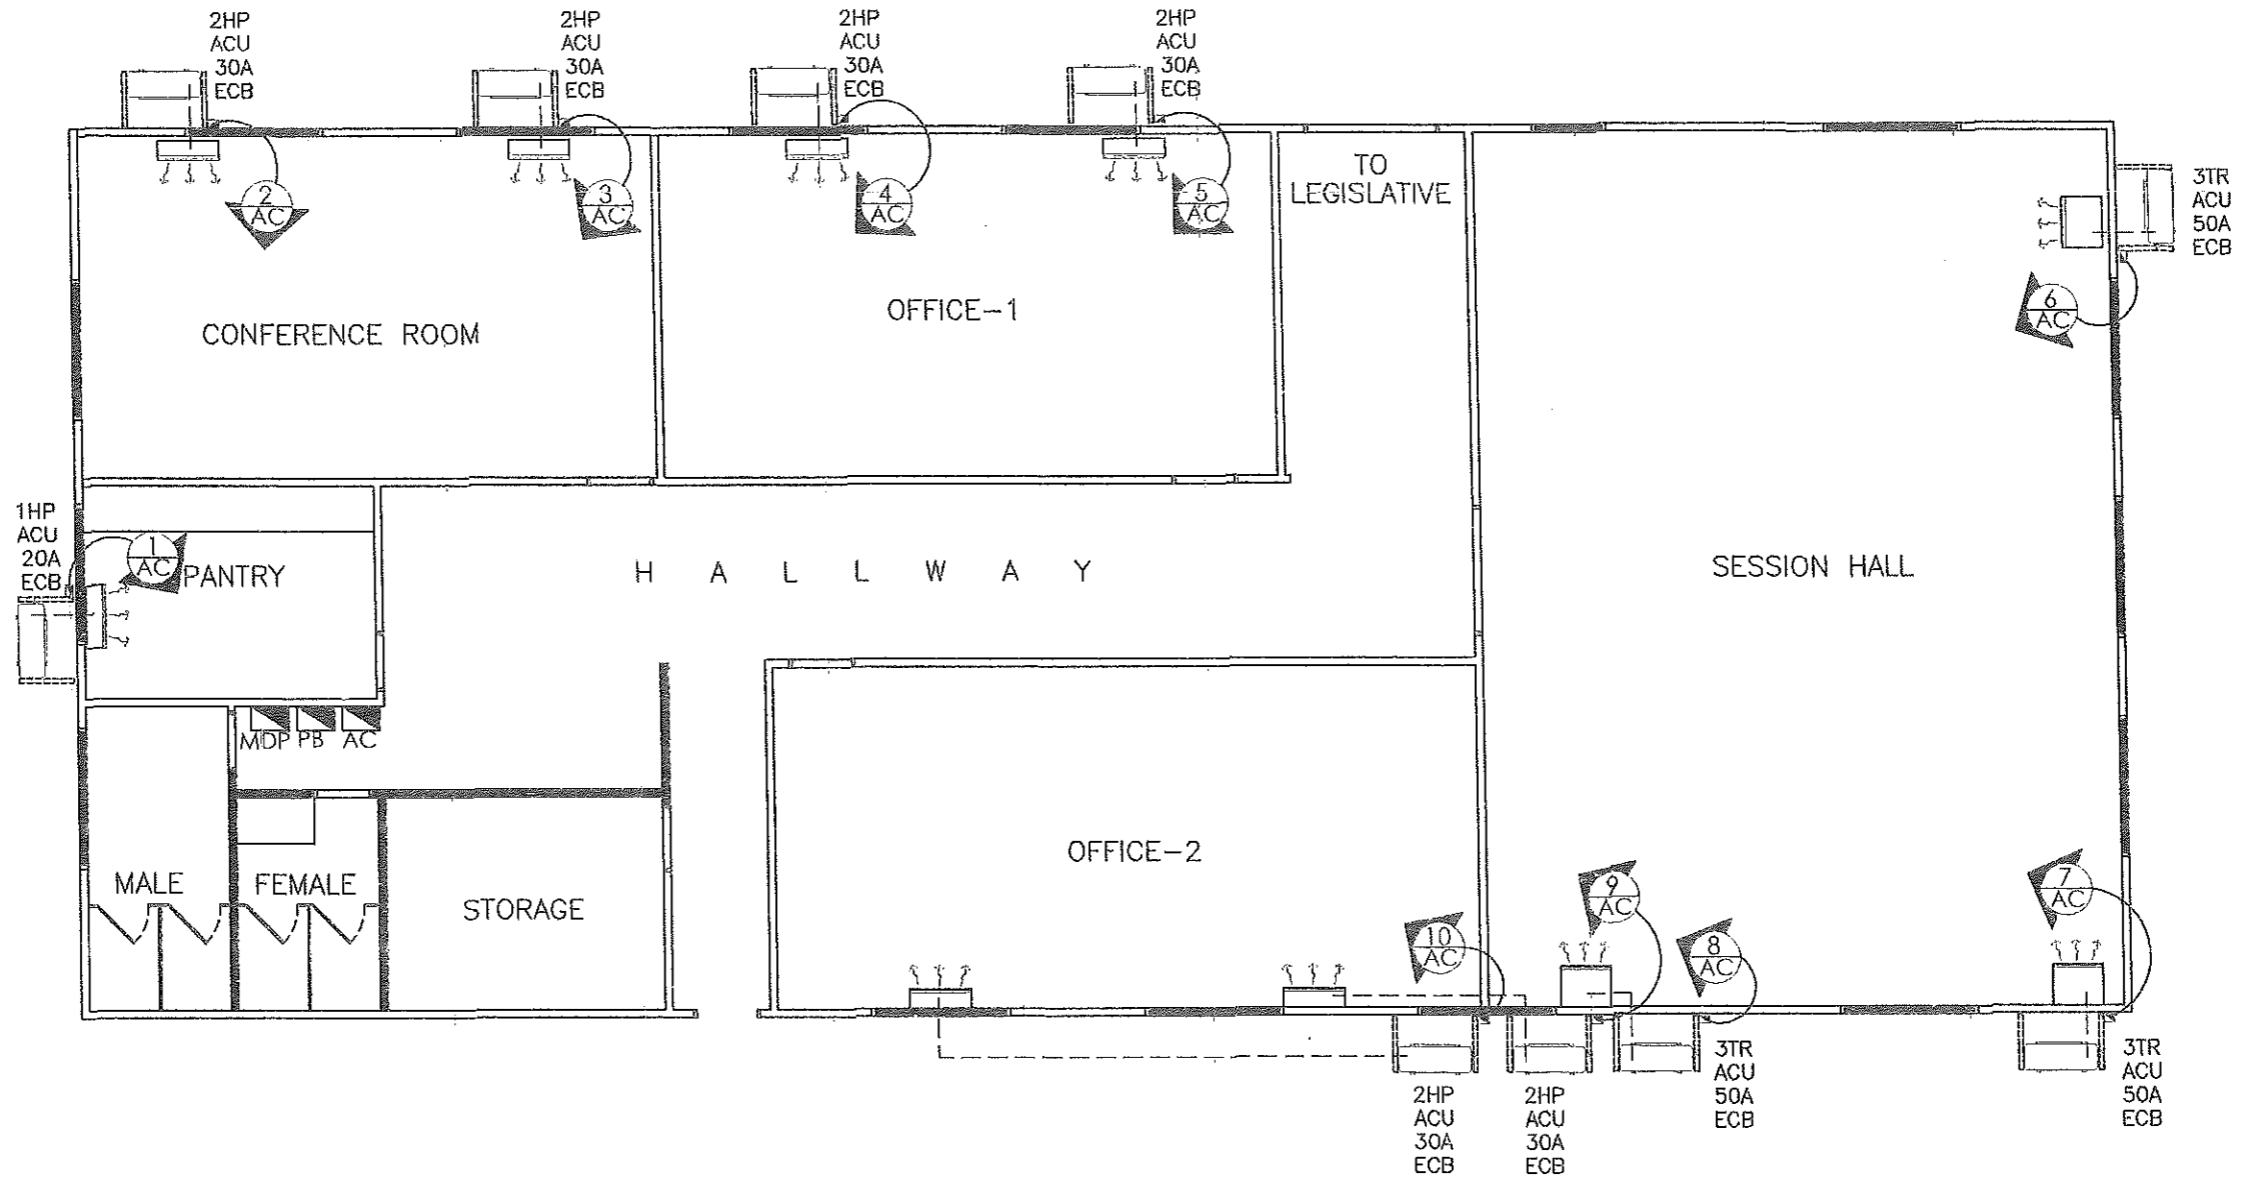 2HP
ACU
30A
ECB
2HP
ACU
30A
ECB
2HP
ACU
30A
ECB
2HP
ACU
30A
ECB
TO
LEGISLATIVE
3TR
ACU
50A
ECB
2
AC
3
AC
4
AC
5
AC
6
AC
CONFERENCE ROOM
OFFICE-1
1HP
ACU
20A
ECB
1
AC
PANTRY
H A L L W A Y
SESSION HALL
MDP PB AC
OFFICE-2
MALE
FEMALE
STORAGE
10
AC
9
AC
8
AC
7
AC
2HP
ACU
30A
ECB
2HP
ACU
30A
ECB
3TR
ACU
50A
ECB
3TR
ACU
50A
ECB